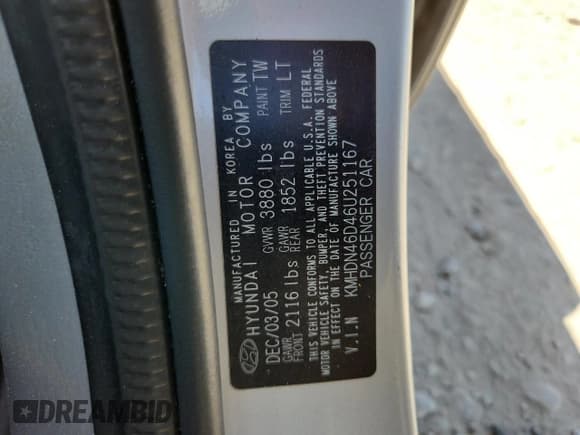 MANUFACTURED IN KOREA BY
HYUNDAI MOTOR COMPANY
DEC/03/05 GVWR 3880 lbs PAINT TW
GAWR FRONT 2116 lbs GAWR REAR 1852 lbs TRIM LT
THIS VEHICLE CONFORMS TO ALL APPLICABLE U.S.A. FEDERAL
MOTOR VEHICLE SAFETY, BUMPER, AND THEFT PREVENTION STANDARDS
IN EFFECT ON THE DATE OF MANUFACTURE SHOWN ABOVE
V.I.N KMHDN46D46U251167
PASSENGER CAR
DREAMBID